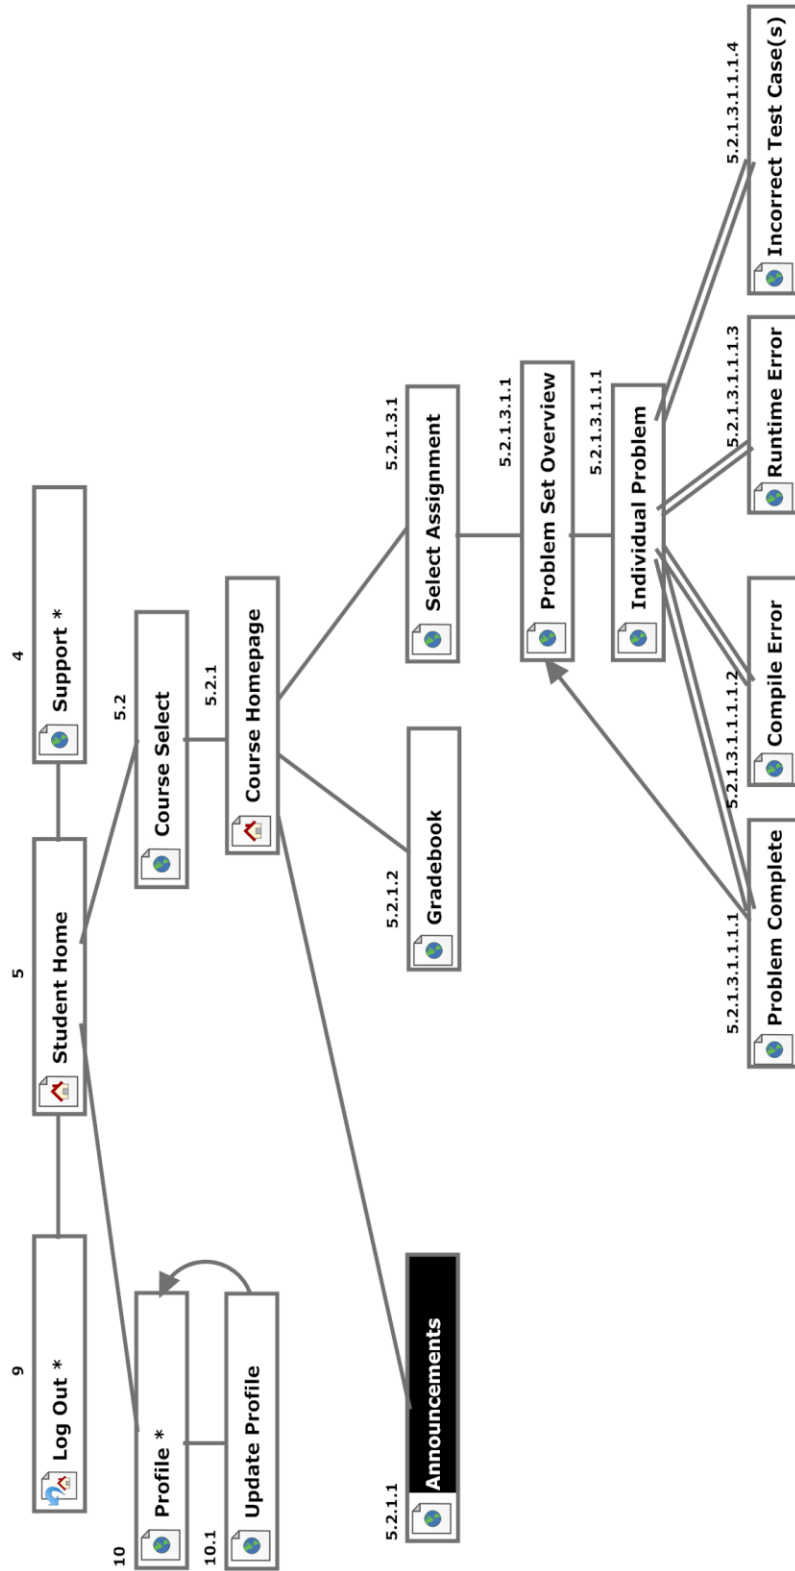 9
Log Out *
5
Student Home
4
Support *
10
Profile *
5.2
Course Select
10.1
Update Profile
5.2.1
Course Homepage
5.2.1.1
Announcements
5.2.1.2
Gradebook
5.2.1.3.1
Select Assignment
5.2.1.3.1.1
Problem Set Overview
5.2.1.3.1.1.1
Individual Problem
5.2.1.3.1.1.1.1
Problem Complete
5.2.1.3.1.1.1.2
Compile Error
5.2.1.3.1.1.1.3
Runtime Error
5.2.1.3.1.1.1.4
Incorrect Test Case(s)